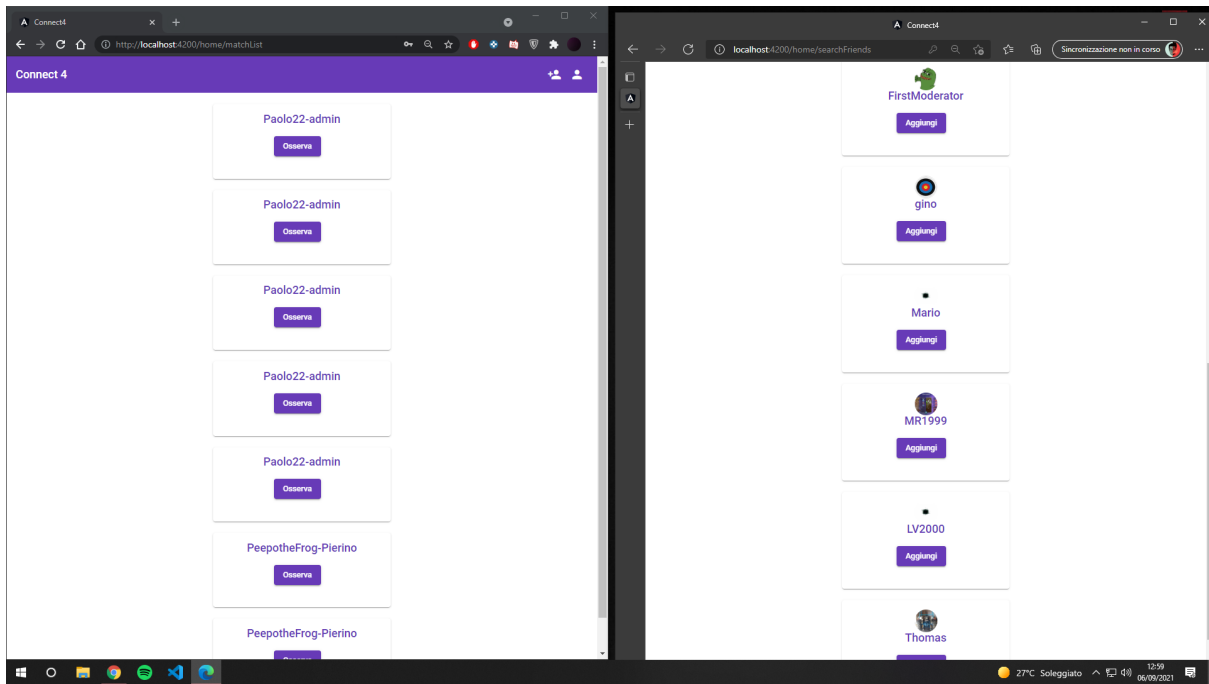 Connect4
http://localhost:4200/home/matchList
Connect 4
Paolo22-admin
Osserva
Paolo22-admin
Osserva
Paolo22-admin
Osserva
Paolo22-admin
Osserva
Paolo22-admin
Osserva
PeepotheFrog-Pierino
Osserva
PeepotheFrog-Pierino
Osserva
Connect4
localhost:4200/home/searchFriends
Sincronizzazione non in corso
FirstModerator
Aggiungi
gino
Aggiungi
Mario
Aggiungi
MR1999
Aggiungi
LV2000
Aggiungi
Thomas
27°C Soleggiato
12:59
06/09/2021